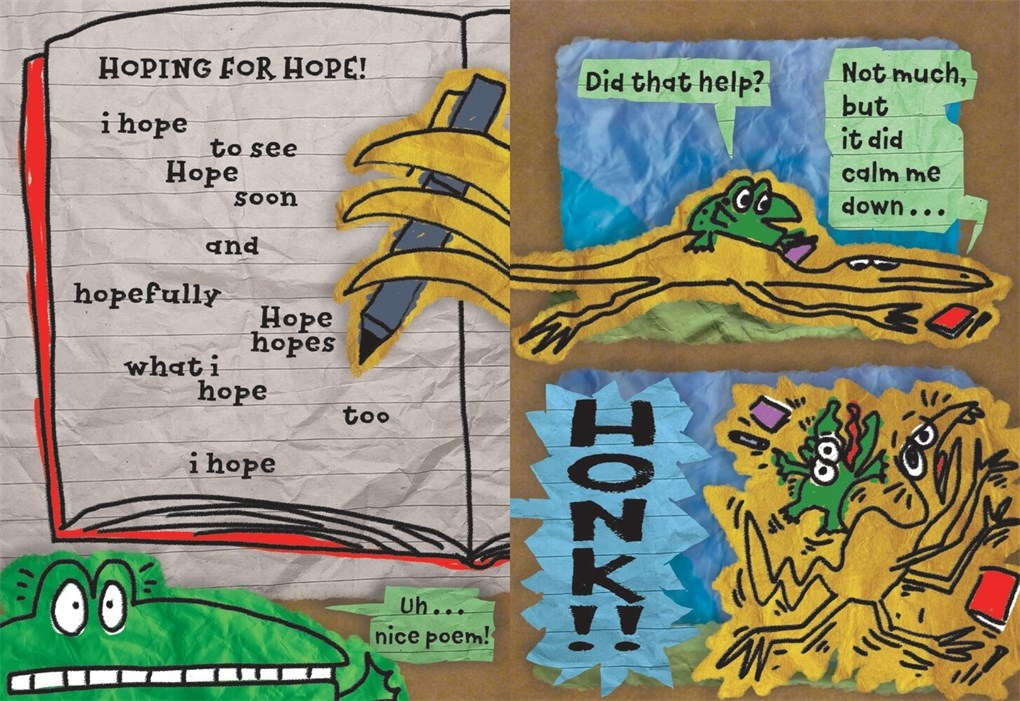 HOPING FOR HOPE!
i hope
to see
Hope
soon
and
hopefully
Hope
hopes
what i
hope
too
i hope
Uh...
nice poem!
Did that help?
Not much,
but
it did
calm me
down...
HONK!!